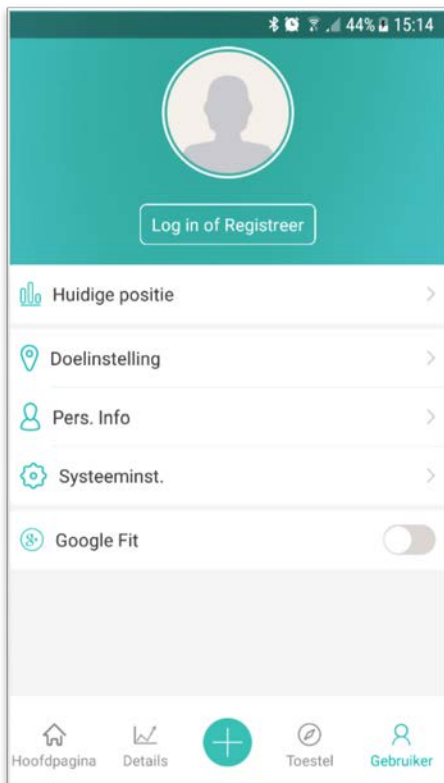 44% 15:14
Log in of Registreer
Huidige positie
Doelinstelling
Pers. Info
Systeeminst.
Google Fit
Hoofdpagina Details Toestel Gebruiker